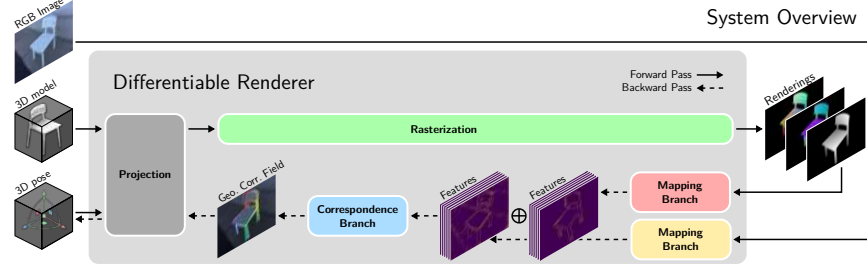 System Overview
RGB Image
Differentiable Renderer
Forward Pass
Backward Pass
3D model
Renderings
Rasterization
Projection
3D pose
Geo. Corr. Field
Correspondence
Branch
Features
Features
Mapping
Branch
Mapping
Branch